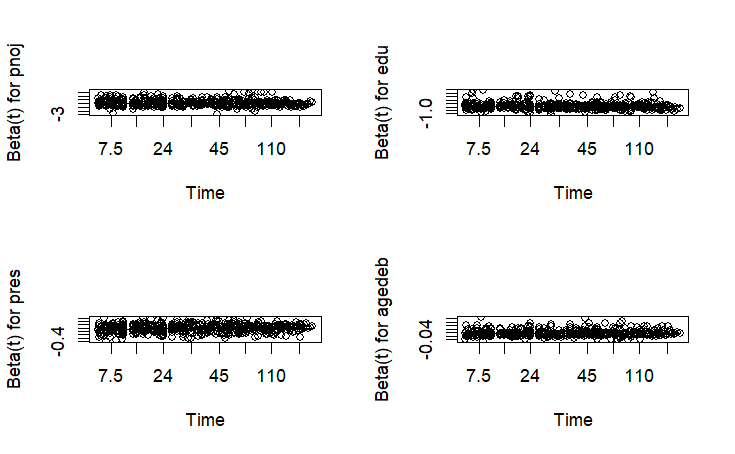 Beta(t) for pnoj
-3
7.5 24 45 110
Time
Beta(t) for edu
-1.0
7.5 24 45 110
Time
Beta(t) for pres
-0.4
7.5 24 45 110
Time
Beta(t) for agedeb
-0.04
7.5 24 45 110
Time